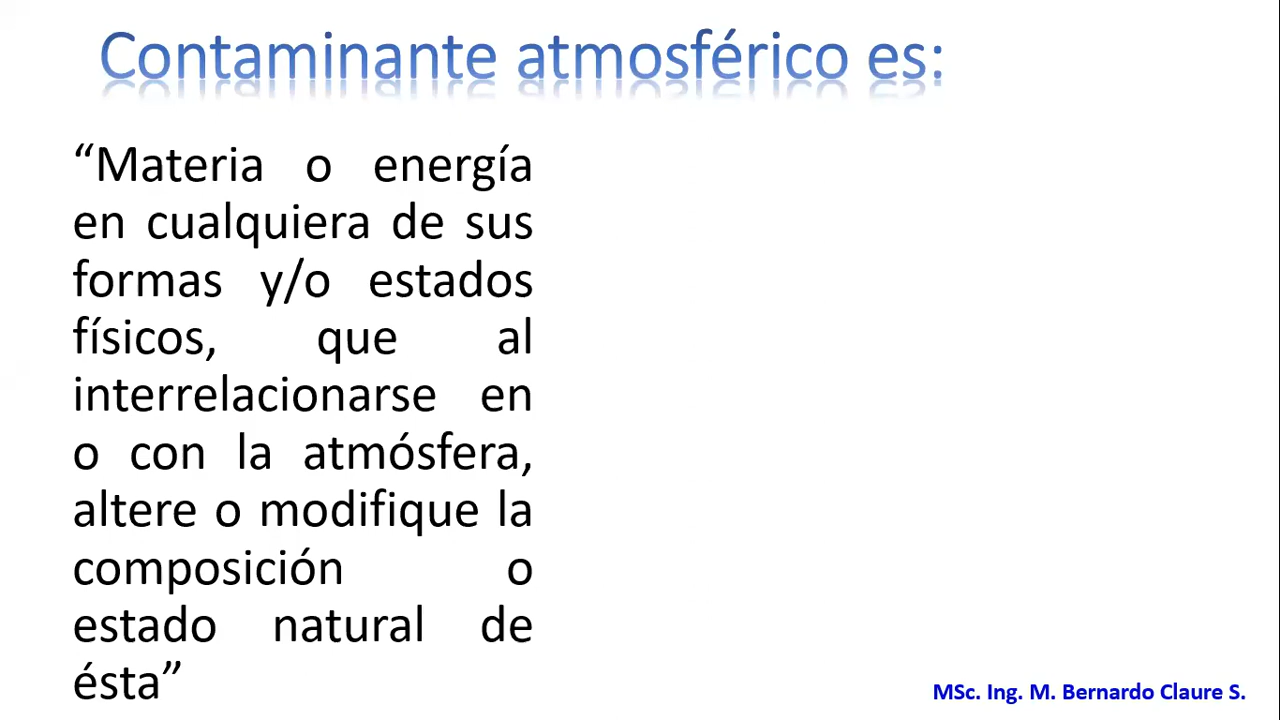 Contaminante atmosférico es:
“Materia o energía
en cualquiera de sus
formas y/o estados
físicos, que al
interrelacionarse en
o con la atmósfera,
altere o modifique la
composición o
estado natural de
ésta”
MSc. Ing. M. Bernardo Claure S.